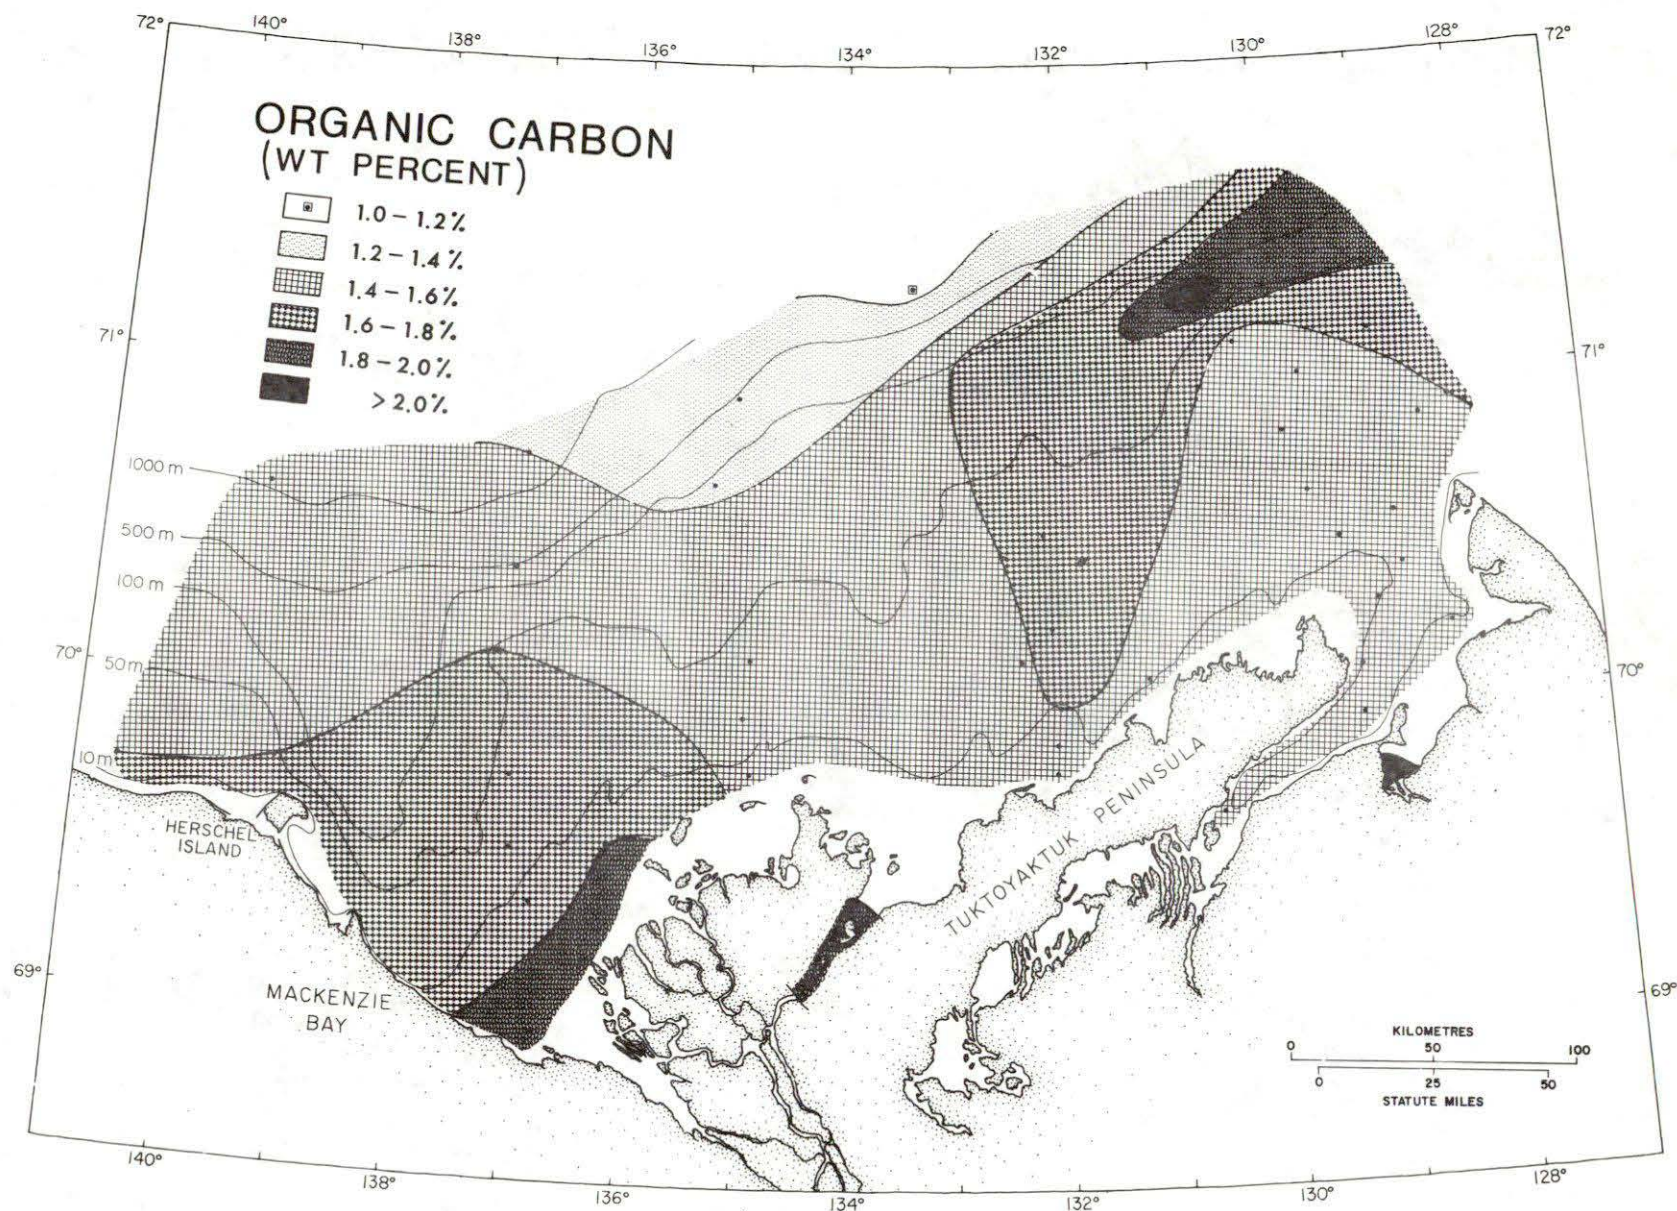 72°
140°
138°
136°
134°
132°
130°
128°
72°
ORGANIC CARBON
(WT PERCENT)
1.0 – 1.2%
1.2 – 1.4%
1.4 – 1.6%
1.6 – 1.8%
1.8 – 2.0%
> 2.0%
71°
71°
1000 m
500 m
100 m
70°
50 m
70°
10 m
HERSCHEL
ISLAND
TUKTOYAKTUK PENINSULA
69°
69°
MACKENZIE
BAY
KILOMETRES
0 50 100
0 25 50
STATUTE MILES
140°
138°
136°
134°
132°
130°
128°